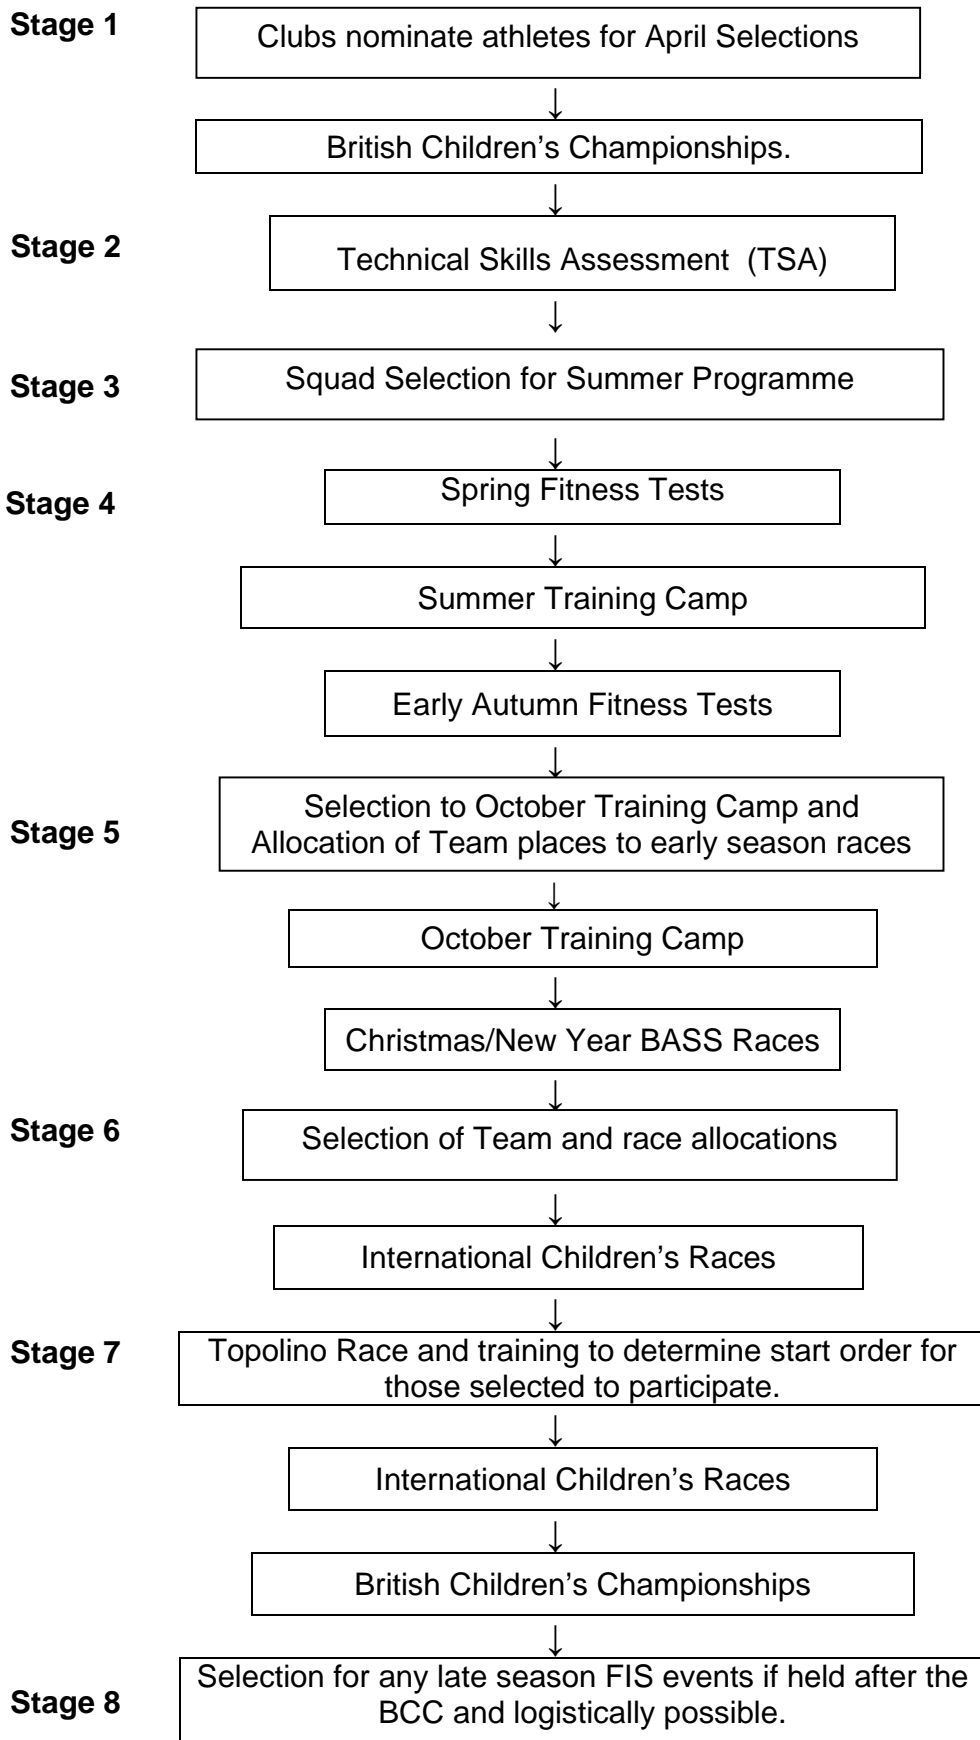 Stage 1
Clubs nominate athletes for April Selections
↓
British Children's Championships.
↓
Stage 2
Technical Skills Assessment  (TSA)
↓
Stage 3
Squad Selection for Summer Programme
↓
Stage 4
Spring Fitness Tests
↓
Summer Training Camp
↓
Early Autumn Fitness Tests
↓
Stage 5
Selection to October Training Camp and
Allocation of Team places to early season races
↓
October Training Camp
↓
Christmas/New Year BASS Races
↓
Stage 6
Selection of Team and race allocations
↓
International Children's Races
↓
Stage 7
Topolino Race and training to determine start order for
those selected to participate.
↓
International Children's Races
↓
British Children's Championships
↓
Stage 8
Selection for any late season FIS events if held after the
BCC and logistically possible.